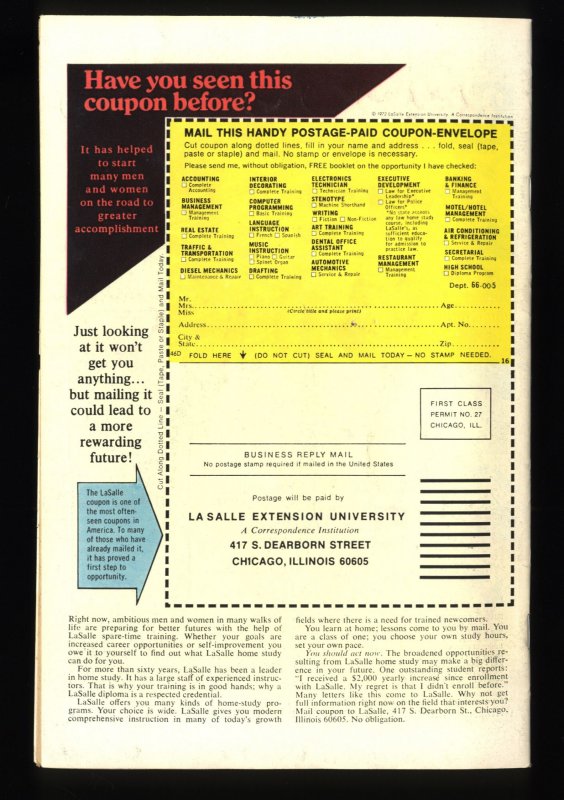 Have you seen this
coupon before?
© 1972 LaSalle Extension University, A Correspondence Institution
It has helped
to start
many men
and women
on the road to
greater
accomplishment
MAIL THIS HANDY POSTAGE-PAID COUPON-ENVELOPE
Cut coupon along dotted lines, fill in your name and address . . . fold, seal (tape,
paste or staple) and mail. No stamp or envelope is necessary.
Please send me, without obligation, FREE BOOKLET on the opportunity I have checked:
ACCOUNTING
Complete
Accounting
BUSINESS
MANAGEMENT
Management
Training
REAL ESTATE
Complete Training
TRAFFIC &
TRANSPORTATION
Complete Training
DIESEL MECHANICS
Maintenance & Repair
INTERIOR
DECORATING
Complete Training
COMPUTER
PROGRAMMING
Basic Training
LANGUAGE
INSTRUCTION
French Spanish
MUSIC
INSTRUCTION
Piano Guitar
Spinet Organ
DRAFTING
Complete Training
ELECTRONICS
TECHNICIAN
Technician Training
STENOTYPE
Machine Shorthand
WRITING
Fiction Non-Fiction
ART TRAINING
Complete Training
DENTAL OFFICE
ASSISTANT
Complete Training
AUTOMOTIVE
MECHANICS
Service & Repair
EXECUTIVE
DEVELOPMENT
Law for Executive
Leadership*
Law for Police
Officers*
*No state accepts
any law home study
course, including
LaSalle's, as
sufficient educa-
tion to qualify
for admission to
practice law.
RESTAURANT
MANAGEMENT
Management
Training
BANKING
& FINANCE
Management
Training
MOTEL/HOTEL
MANAGEMENT
Complete Training
AIR CONDITIONING
& REFRIGERATION
Service & Repair
SECRETARIAL
Complete Training
HIGH SCHOOL
Diploma Program
Dept. 66-005
Mr.
Mrs. Age
Miss (Circle title and please print)
Address Apt. No.
City &
State Zip
46D FOLD HERE (DO NOT CUT) SEAL AND MAIL TODAY – NO STAMP NEEDED. 16
Cut Along Dotted Line – Seal (Tape, Paste or Staple) and Mail Today.
Just looking
at it won't
get you
anything...
but mailing it
could lead to
a more
rewarding
future!
FIRST CLASS
PERMIT NO. 27
CHICAGO, ILL.
BUSINESS REPLY MAIL
No postage stamp required if mailed in the United States
Postage will be paid by
LA SALLE EXTENSION UNIVERSITY
A Correspondence Institution
417 S. DEARBORN STREET
CHICAGO, ILLINOIS 60605
The LaSalle
coupon is one of
the most often-
seen coupons in
America. To many
of those who have
already mailed it,
it has proved a
first step to
opportunity.
Right now, ambitious men and women in many walks of
life are preparing for better futures with the help of
LaSalle spare-time training. Whether your goals are
increased career opportunities or self-improvement you
owe it to yourself to find out what LaSalle home study
can do for you.
For more than sixty years, LaSalle has been a leader
in home study. It has a large staff of experienced instruc-
tors. That is why your training is in good hands; why a
LaSalle diploma is a respected credential.
LaSalle offers you many kinds of home-study pro-
grams. Your choice is wide. LaSalle gives you modern
comprehensive instruction in many of today's growth
fields where there is a need for trained newcomers.
You learn at home; lessons come to you by mail. You
are a class of one; you choose your own study hours,
set your own pace.
You should act now. The broadened opportunities re-
sulting from LaSalle home study may make a big differ-
ence in your future. One outstanding student reports:
"I received a $2,000 yearly increase since enrollment
with LaSalle. My regret is that I didn't enroll before."
Many letters like this come to LaSalle. Why not get
full information right now on the field that interests you?
Mail coupon to LaSalle, 417 S. Dearborn St., Chicago,
Illinois 60605. No obligation.